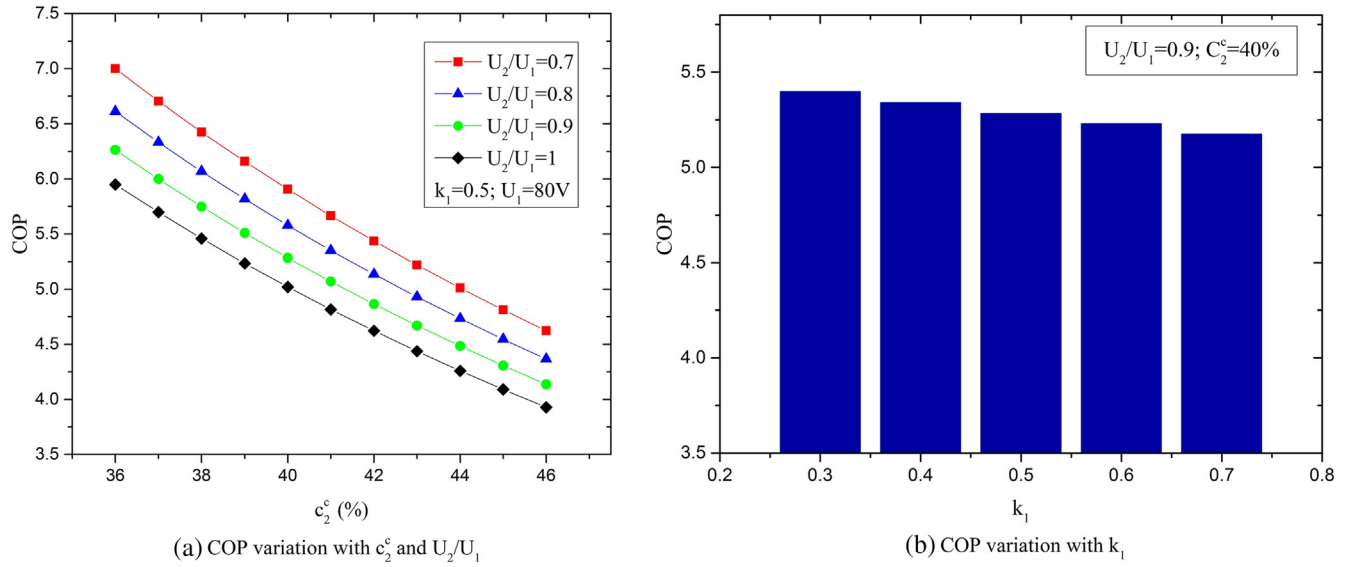 7.5
7.0
6.5
6.0
5.5
5.0
4.5
4.0
3.5
COP
U₂/U₁=0.7
U₂/U₁=0.8
U₂/U₁=0.9
U₂/U₁=1
k₁=0.5; U₁=80V
36 38 40 42 44 46
c₂ᶜ (%)
(a) COP variation with c₂ᶜ and U₂/U₁
5.5
5.0
4.5
4.0
3.5
COP
U₂/U₁=0.9; C₂ᶜ=40%
0.2 0.3 0.4 0.5 0.6 0.7 0.8
k₁
(b) COP variation with k₁